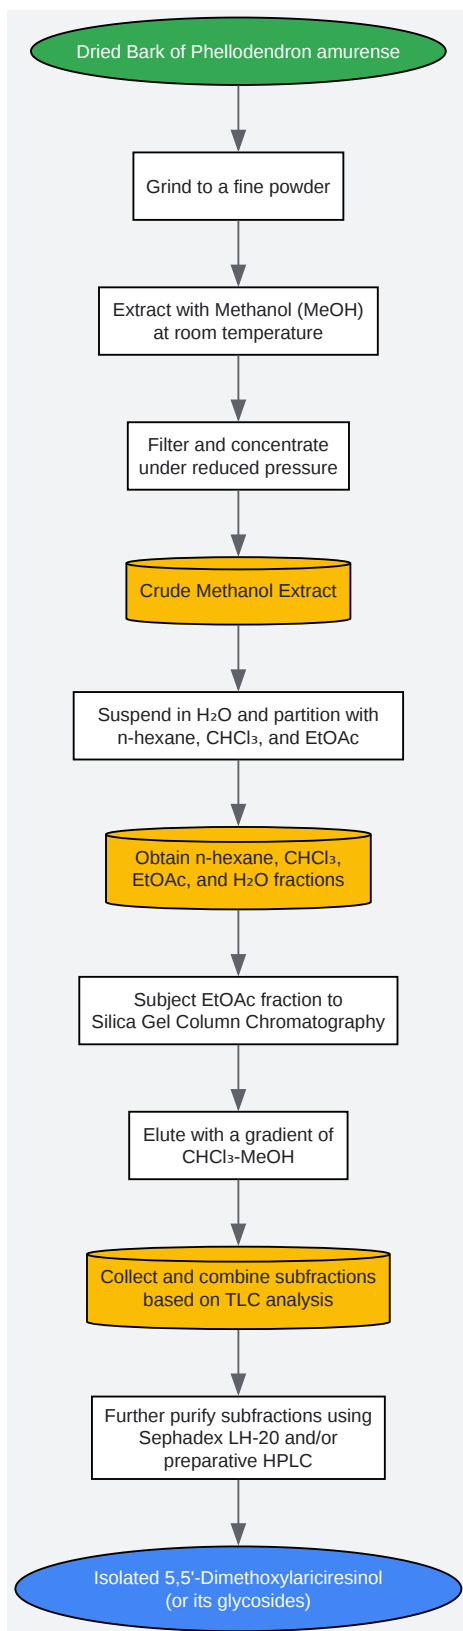 Dried Bark of Phellodendron amurense
Grind to a fine powder
Extract with Methanol (MeOH)
at room temperature
Filter and concentrate
under reduced pressure
Crude Methanol Extract
Suspend in H₂O and partition with
n-hexane, CHCl₃, and EtOAc
Obtain n-hexane, CHCl₃,
EtOAc, and H₂O fractions
Subject EtOAc fraction to
Silica Gel Column Chromatography
Elute with a gradient of
CHCl₃-MeOH
Collect and combine subfractions
based on TLC analysis
Further purify subfractions using
Sephadex LH-20 and/or
preparative HPLC
Isolated 5,5'-Dimethoxylariciresinol
(or its glycosides)